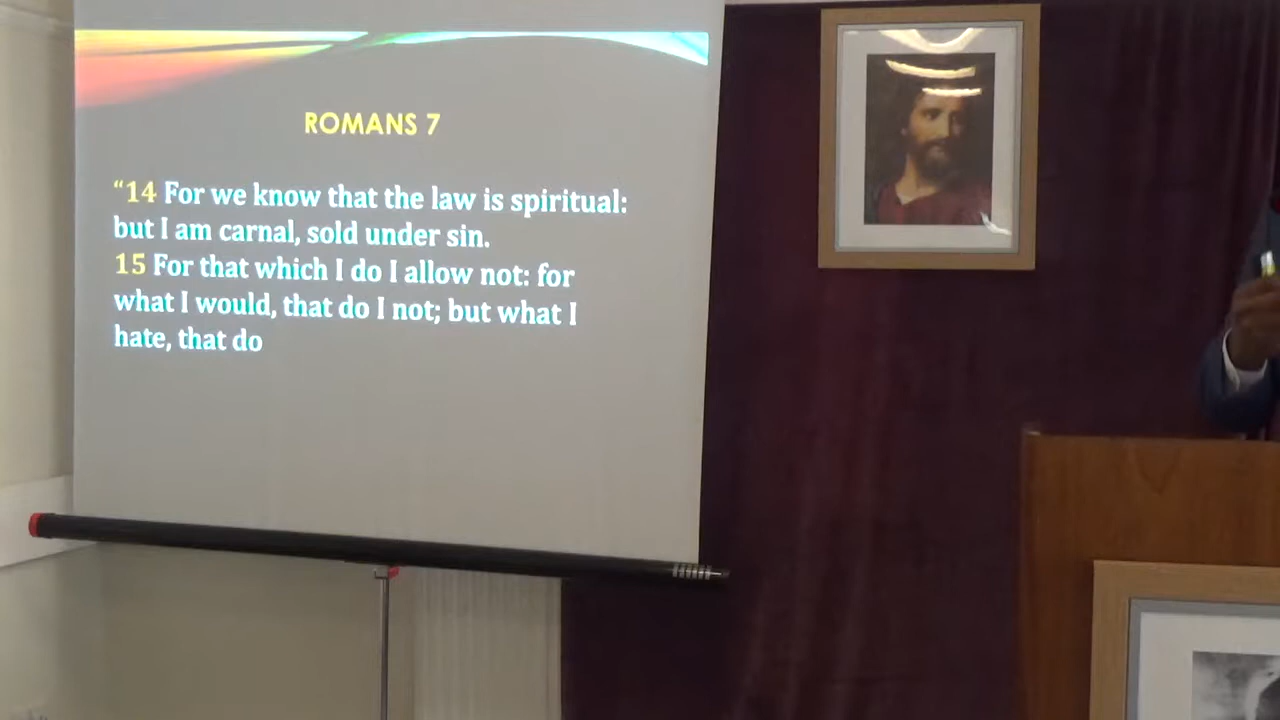 ROMANS 7
“14 For we know that the law is spiritual:
but I am carnal, sold under sin.
15 For that which I do I allow not: for
what I would, that do I not; but what I
hate, that do